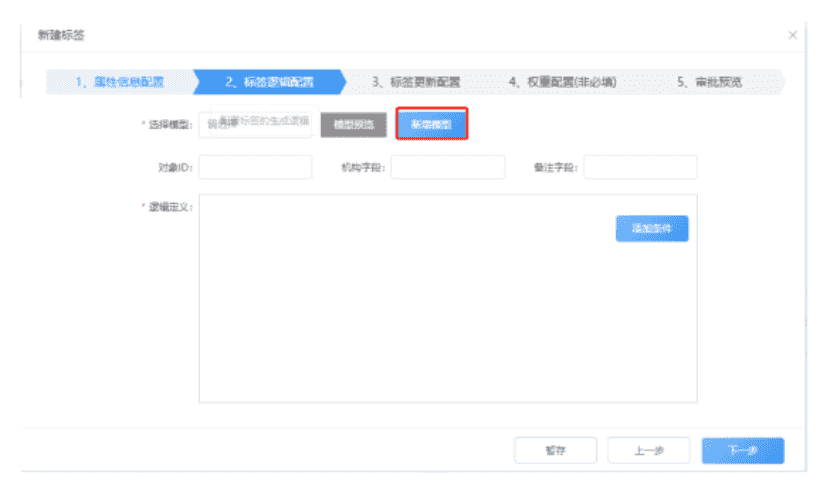 新建标签
1、属性信息配置 2、标签逻辑配置 3、标签更新配置 4、权重配置(非必填) 5、审批预览
* 选择模型: 请选择 配置标签的生成逻辑 模型预览 新增模型
对象ID: 机构字段: 备注字段:
* 逻辑定义:
添加条件
暂存 上一步 下一步